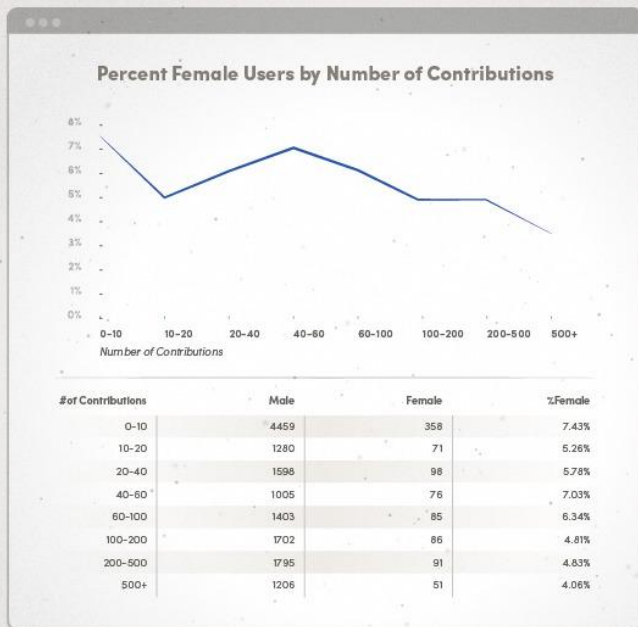 Percent Female Users by Number of Contributions
8%
7%
6%
5%
4%
3%
2%
1%
0%
0-10 10-20 20-40 40-60 60-100 100-200 200-500 500+
Number of Contributions
#of Contributions Male Female %Female
0-10 4459 358 7.43%
10-20 1280 71 5.26%
20-40 1598 98 5.78%
40-60 1005 76 7.03%
60-100 1403 85 6.34%
100-200 1702 86 4.81%
200-500 1795 91 4.83%
500+ 1206 51 4.06%